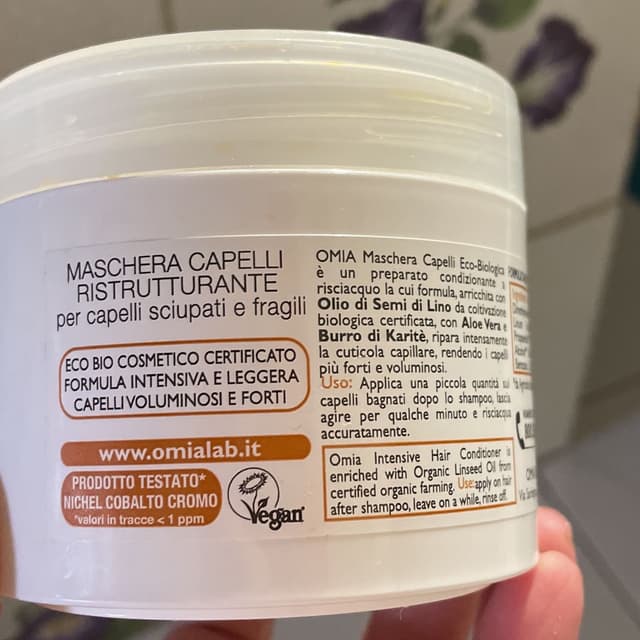 MASCHERA CAPELLI
RISTRUTTURANTE
per capelli sciupati e fragili
ECO BIO COSMETICO CERTIFICATO
FORMULA INTENSIVA E LEGGERA
CAPELLI VOLUMINOSI E FORTI
www.omialab.it
PRODOTTO TESTATO*
NICHEL COBALTO CROMO
*valori in tracce < 1 ppm
Vegan
OMIA Maschera Capelli Eco-Biologica
è un preparato condizionante a
risciacquo la cui formula, arricchita con
Olio di Semi di Lino da coltivazione
biologica certificata, con Aloe Vera e
Burro di Karitè, ripara intensamente
la cuticola capillare, rendendo i capelli
più forti e voluminosi.
Uso: Applica una piccola quantità sui
capelli bagnati dopo lo shampoo, lascia
agire per qualche minuto e risciacqua
accuratamente.
Omia Intensive Hair Conditioner is
enriched with Organic Linseed Oil from
certified organic farming. Use: apply on hair
after shampoo, leave on a while, rinse off.